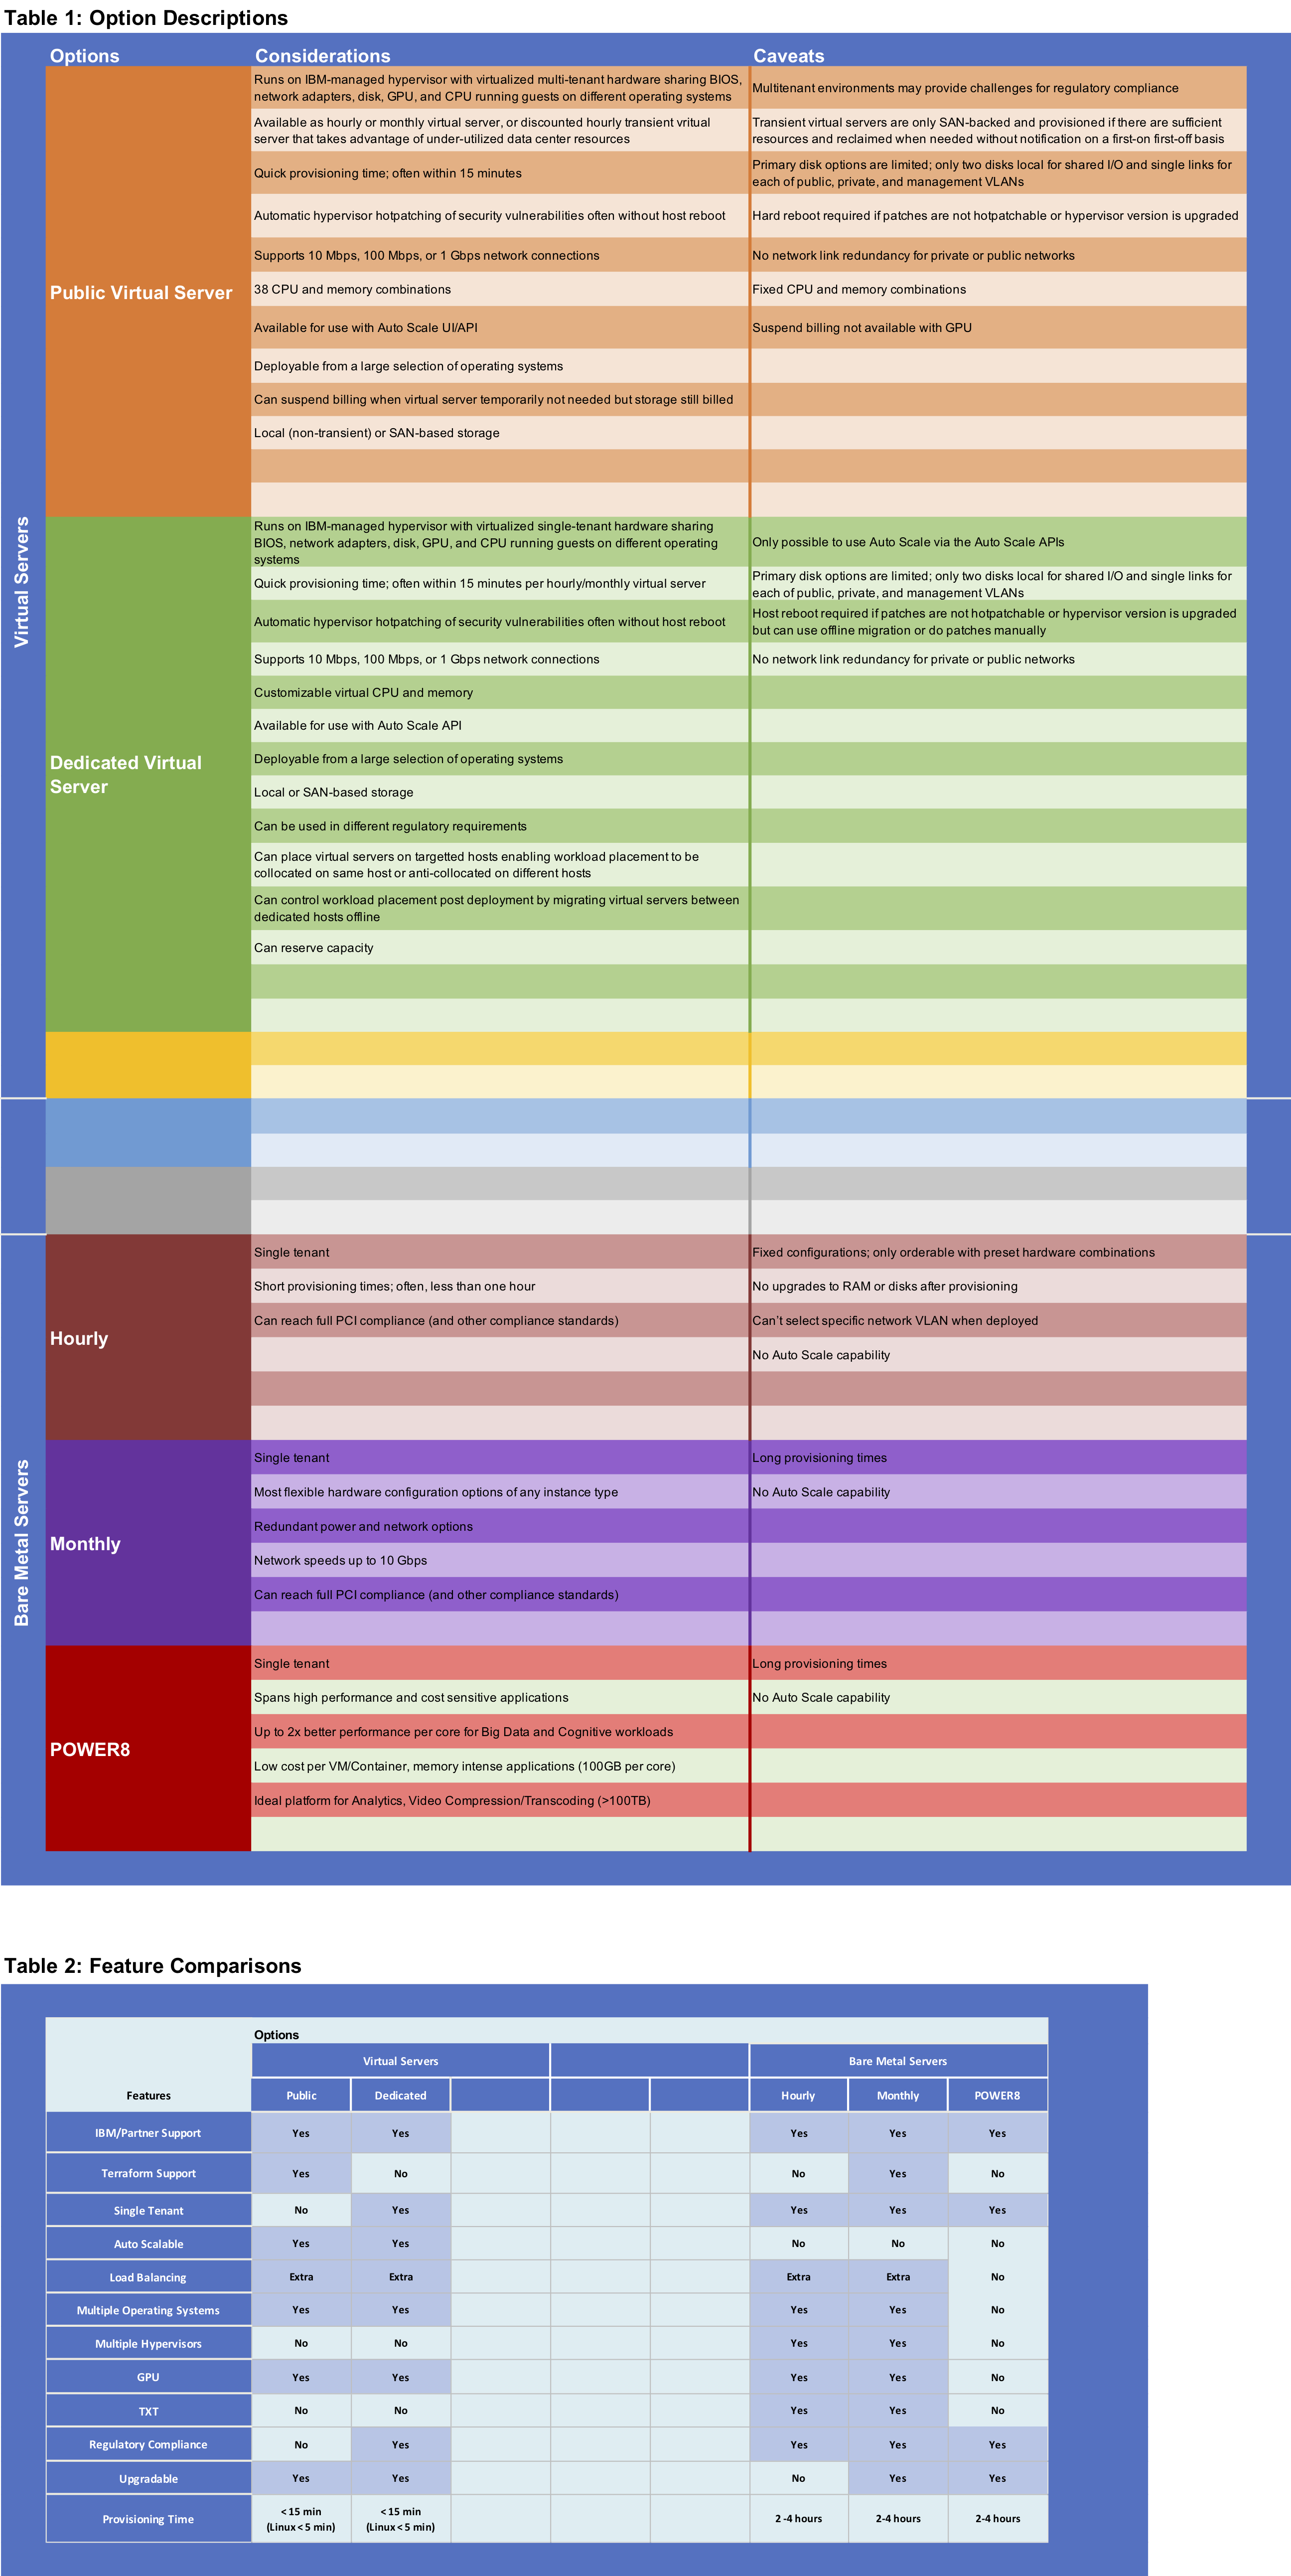 Table 1: Option Descriptions
Options Considerations Caveats
Virtual Servers
Public Virtual Server
Runs on IBM-managed hypervisor with virtualized multi-tenant hardware sharing BIOS,
network adapters, disk, GPU, and CPU running guests on different operating systems
Multitenant environments may provide challenges for regulatory compliance
Available as hourly or monthly virtual server, or discounted hourly transient vritual
server that takes advantage of under-utilized data center resources
Transient virtual servers are only SAN-backed and provisioned if there are sufficient
resources and reclaimed when needed without notification on a first-on first-off basis
Quick provisioning time; often within 15 minutes
Primary disk options are limited; only two disks local for shared I/O and single links for
each of public, private, and management VLANs
Automatic hypervisor hotpatching of security vulnerabilities often without host reboot
Hard reboot required if patches are not hotpatchable or hypervisor version is upgraded
Supports 10 Mbps, 100 Mbps, or 1 Gbps network connections
No network link redundancy for private or public networks
38 CPU and memory combinations
Fixed CPU and memory combinations
Available for use with Auto Scale UI/API
Suspend billing not available with GPU
Deployable from a large selection of operating systems
Can suspend billing when virtual server temporarily not needed but storage still billed
Local (non-transient) or SAN-based storage
Dedicated Virtual
Server
Runs on IBM-managed hypervisor with virtualized single-tenant hardware sharing
BIOS, network adapters, disk, GPU, and CPU running guests on different operating
systems
Only possible to use Auto Scale via the Auto Scale APIs
Quick provisioning time; often within 15 minutes per hourly/monthly virtual server
Primary disk options are limited; only two disks local for shared I/O and single links for
each of public, private, and management VLANs
Automatic hypervisor hotpatching of security vulnerabilities often without host reboot
Host reboot required if patches are not hotpatchable or hypervisor version is upgraded
but can use offline migration or do patches manually
Supports 10 Mbps, 100 Mbps, or 1 Gbps network connections
No network link redundancy for private or public networks
Customizable virtual CPU and memory
Available for use with Auto Scale API
Deployable from a large selection of operating systems
Local or SAN-based storage
Can be used in different regulatory requirements
Can place virtual servers on targetted hosts enabling workload placement to be
collocated on same host or anti-collocated on different hosts
Can control workload placement post deployment by migrating virtual servers between
dedicated hosts offline
Can reserve capacity
Bare Metal Servers
Hourly
Single tenant
Fixed configurations; only orderable with preset hardware combinations
Short provisioning times; often, less than one hour
No upgrades to RAM or disks after provisioning
Can reach full PCI compliance (and other compliance standards)
Can't select specific network VLAN when deployed
No Auto Scale capability
Monthly
Single tenant
Long provisioning times
Most flexible hardware configuration options of any instance type
No Auto Scale capability
Redundant power and network options
Network speeds up to 10 Gbps
Can reach full PCI compliance (and other compliance standards)
POWER8
Single tenant
Long provisioning times
Spans high performance and cost sensitive applications
No Auto Scale capability
Up to 2x better performance per core for Big Data and Cognitive workloads
Low cost per VM/Container, memory intense applications (100GB per core)
Ideal platform for Analytics, Video Compression/Transcoding (>100TB)
Table 2: Feature Comparisons
Options
Virtual Servers Bare Metal Servers
Features Public Dedicated Hourly Monthly POWER8
IBM/Partner Support Yes Yes Yes Yes Yes
Terraform Support Yes No No Yes No
Single Tenant No Yes Yes Yes Yes
Auto Scalable Yes Yes No No No
Load Balancing Extra Extra Extra Extra No
Multiple Operating Systems Yes Yes Yes Yes No
Multiple Hypervisors No No Yes Yes No
GPU Yes Yes Yes Yes No
TXT No No Yes Yes No
Regulatory Compliance No Yes Yes Yes Yes
Upgradable Yes Yes No Yes Yes
Provisioning Time < 15 min < 15 min 2 -4 hours 2-4 hours 2-4 hours
(Linux < 5 min) (Linux < 5 min)